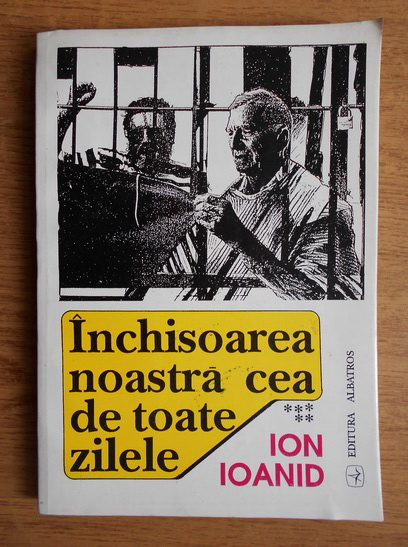 Închisoarea
noastră cea
de toate
zilele
ION
IOANID
EDITURA ALBATROS